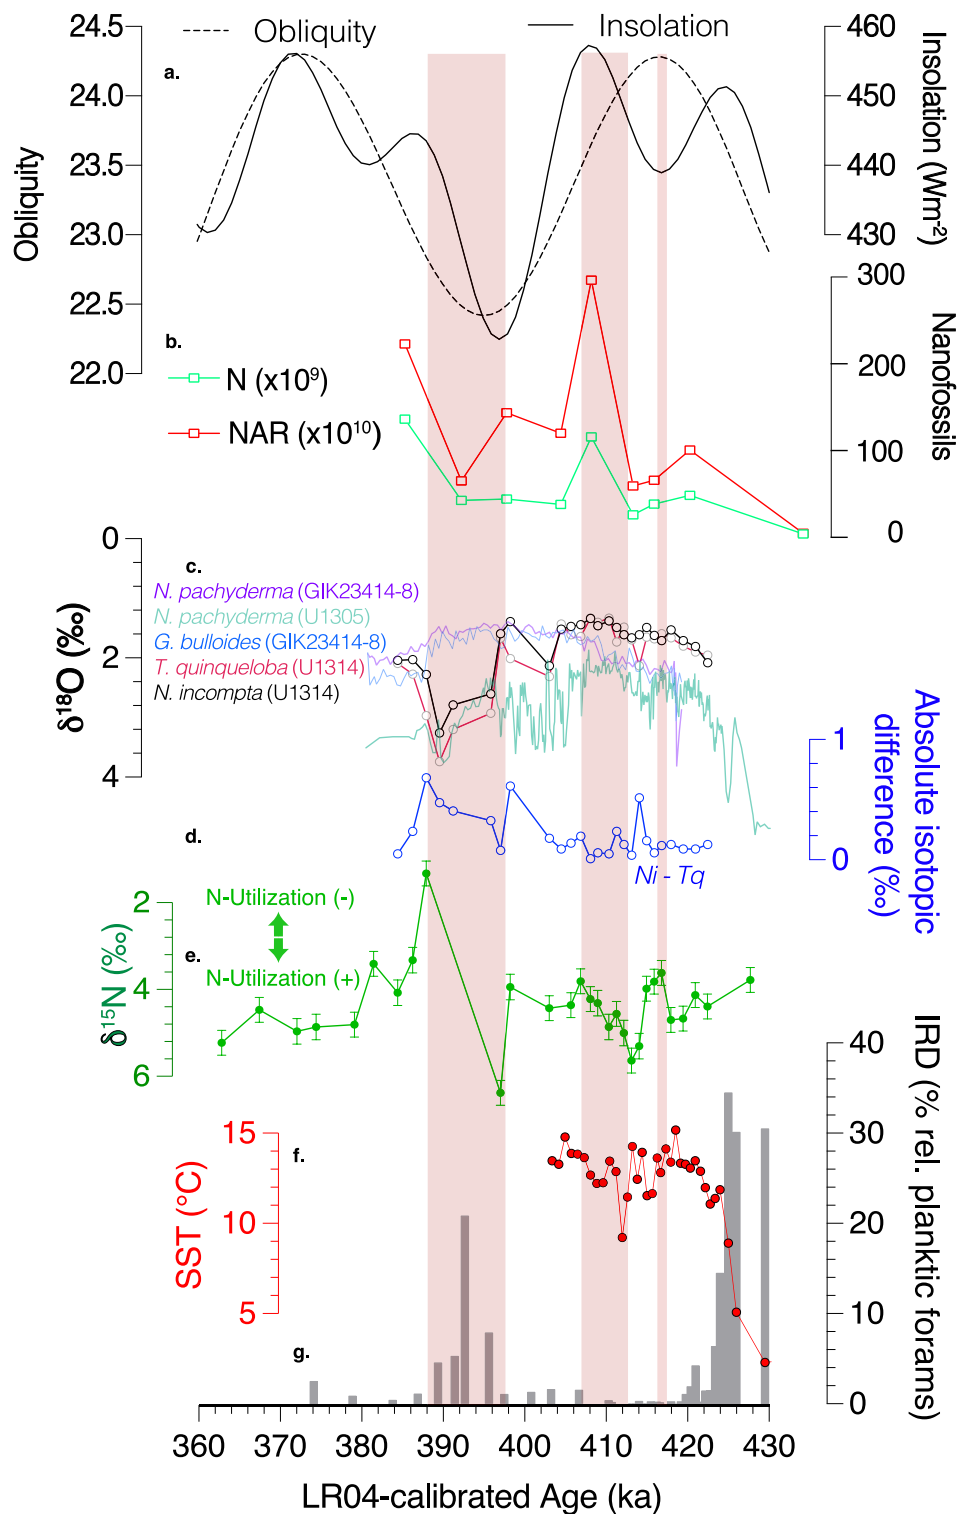 Obliquity
Insolation
a.
24.5
24.0
23.5
23.0
22.5
22.0
Obliquity
460
450
440
430
Insolation (Wm⁻²)
b.
N (x10⁹)
NAR (x10¹⁰)
300
200
100
0
Nanofossils
c.
N. pachyderma (GIK23414-8)
N. pachyderma (U1305)
G. bulloides (GIK23414-8)
T. quinqueloba (U1314)
N. incompta (U1314)
0
2
4
δ¹⁸O (‰)
d.
1
0
Absolute isotopic
difference (‰)
Ni - Tq
e.
N-Utilization (-)
N-Utilization (+)
2
4
6
δ¹⁵N (‰)
f.
15
10
5
SST (°C)
g.
40
30
20
10
0
IRD (% rel. planktic
forams)
360 370 380 390 400 410 420 430
LR04-calibrated Age (ka)